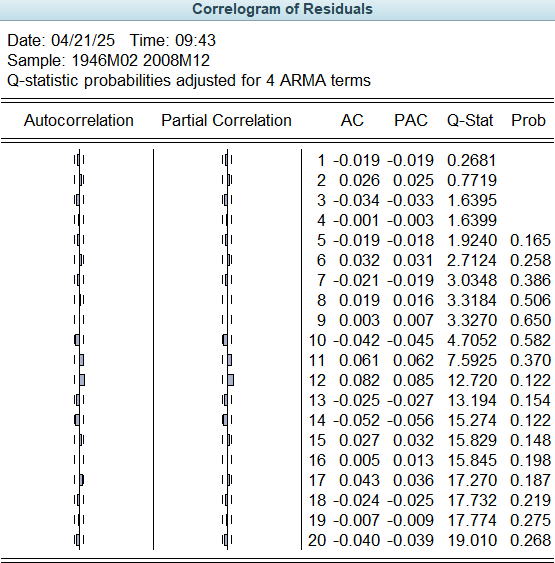 Correlogram of Residuals
Date: 04/21/25 Time: 09:43
Sample: 1946M02 2008M12
Q-statistic probabilities adjusted for 4 ARMA terms
Autocorrelation Partial Correlation AC PAC Q-Stat Prob
1 -0.019 -0.019 0.2681
2 0.026 0.025 0.7719
3 -0.034 -0.033 1.6395
4 -0.001 -0.003 1.6399
5 -0.019 -0.018 1.9240 0.165
6 0.032 0.031 2.7124 0.258
7 -0.021 -0.019 3.0348 0.386
8 0.019 0.016 3.3184 0.506
9 0.003 0.007 3.3270 0.650
10 -0.042 -0.045 4.7052 0.582
11 0.061 0.062 7.5925 0.370
12 0.082 0.085 12.720 0.122
13 -0.025 -0.027 13.194 0.154
14 -0.052 -0.056 15.274 0.122
15 0.027 0.032 15.829 0.148
16 0.005 0.013 15.845 0.198
17 0.043 0.036 17.270 0.187
18 -0.024 -0.025 17.732 0.219
19 -0.007 -0.009 17.774 0.275
20 -0.040 -0.039 19.010 0.268